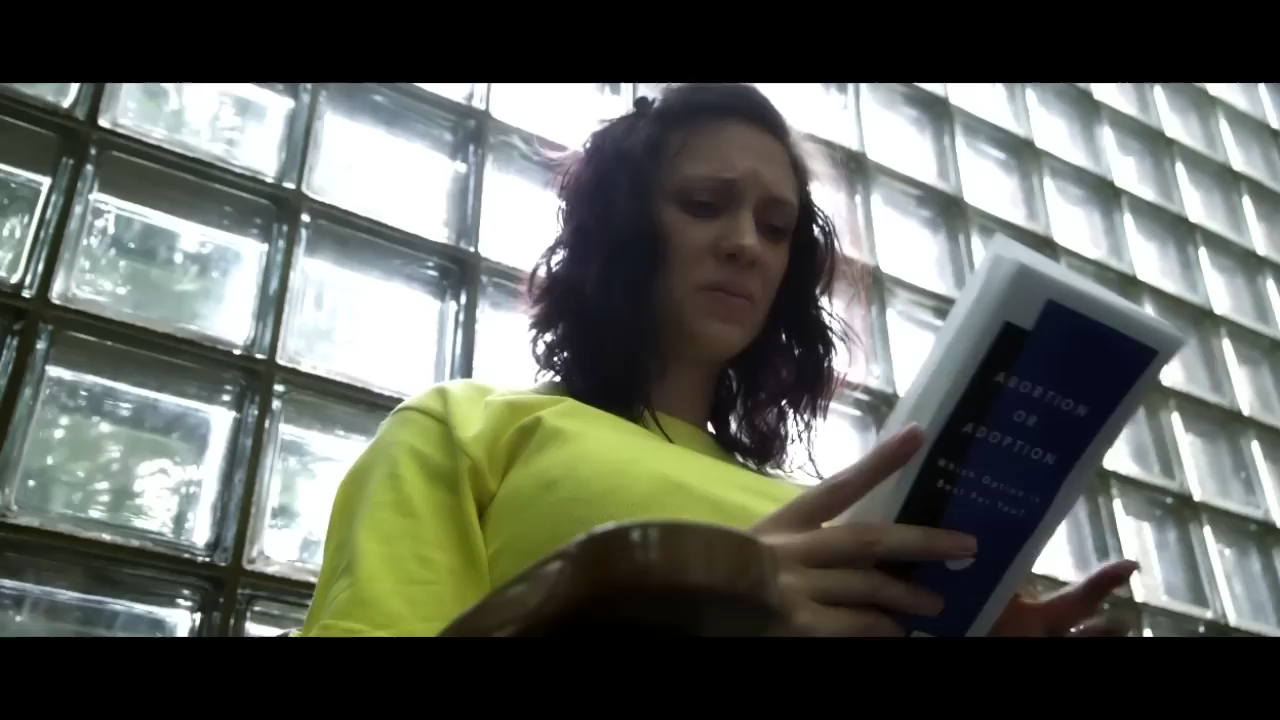 ABORTION
OR
ADOPTION
Which Option is
Best For You?